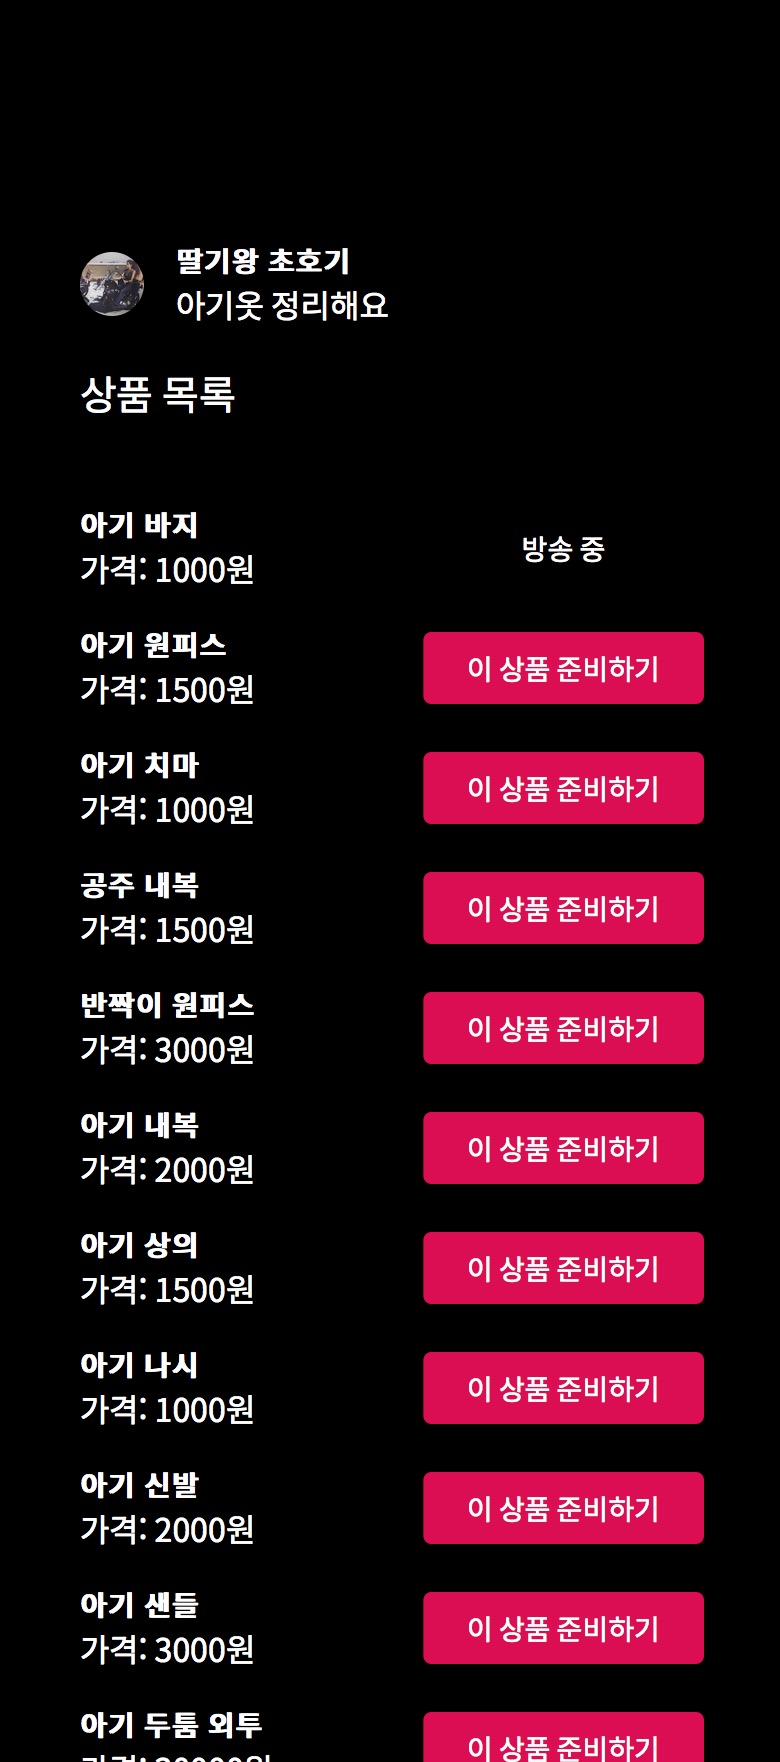 딸기왕 초호기
아기옷 정리해요
상품 목록
아기 바지
가격: 1000원
방송 중
아기 원피스
가격: 1500원
이 상품 준비하기
아기 치마
가격: 1000원
이 상품 준비하기
공주 내복
가격: 1500원
이 상품 준비하기
반짝이 원피스
가격: 3000원
이 상품 준비하기
아기 내복
가격: 2000원
이 상품 준비하기
아기 상의
가격: 1500원
이 상품 준비하기
아기 나시
가격: 1000원
이 상품 준비하기
아기 신발
가격: 2000원
이 상품 준비하기
아기 샌들
가격: 3000원
이 상품 준비하기
아기 두툼 외투
이 상품 준비하기